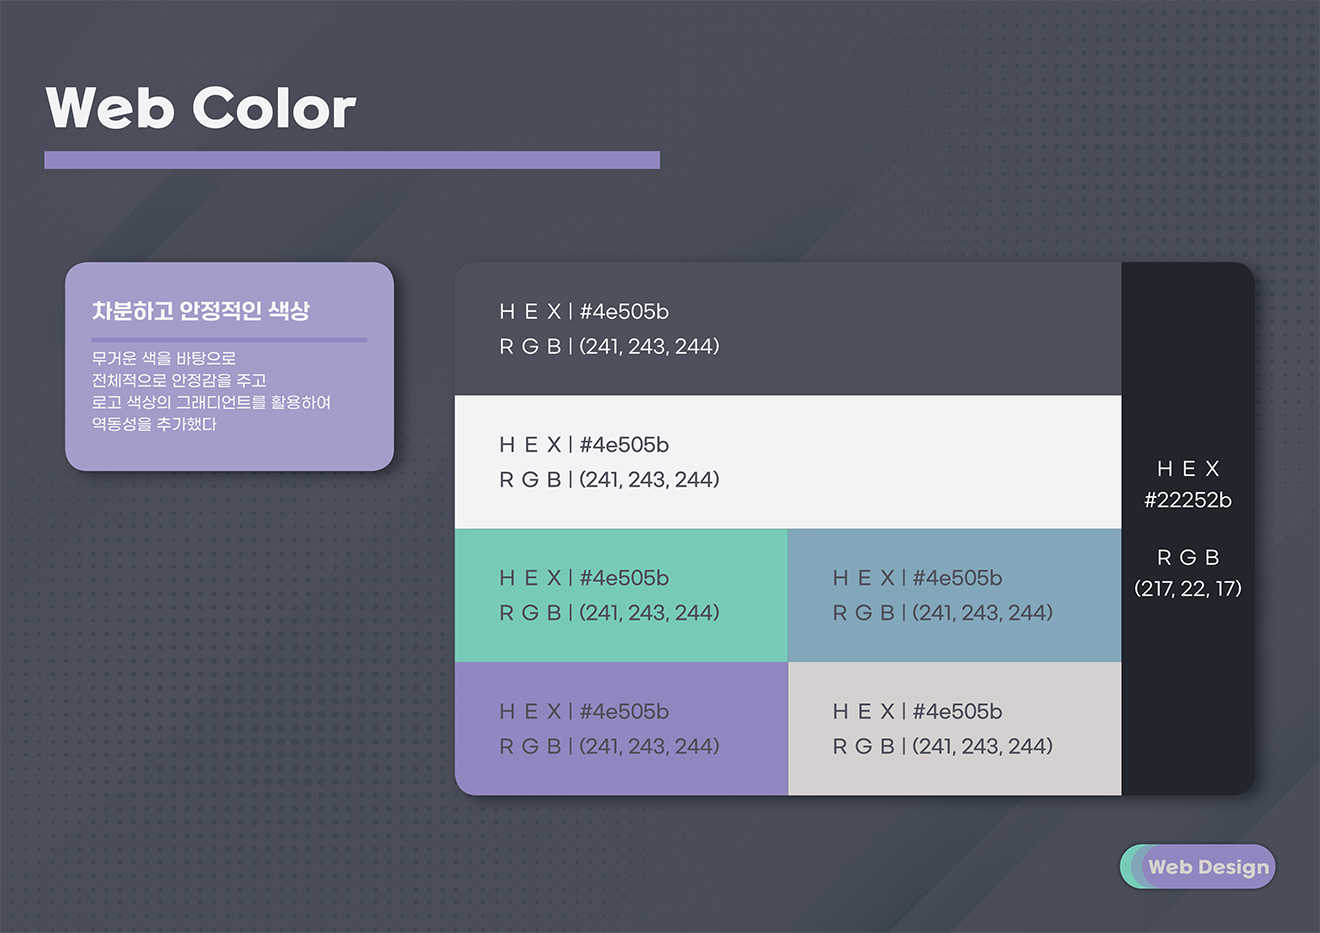 Web Color
차분하고 안정적인 색상
무거운 색을 바탕으로
전체적으로 안정감을 주고
로고 색상의 그래디언트를 활용하여
역동성을 추가했다
H E X | #4e505b
R G B | (241, 243, 244)
H E X | #4e505b
R G B | (241, 243, 244)
H E X | #4e505b
R G B | (241, 243, 244)
H E X | #4e505b
R G B | (241, 243, 244)
H E X | #4e505b
R G B | (241, 243, 244)
H E X | #4e505b
R G B | (241, 243, 244)
H E X
#22252b
R G B
(217, 22, 17)
Web Design